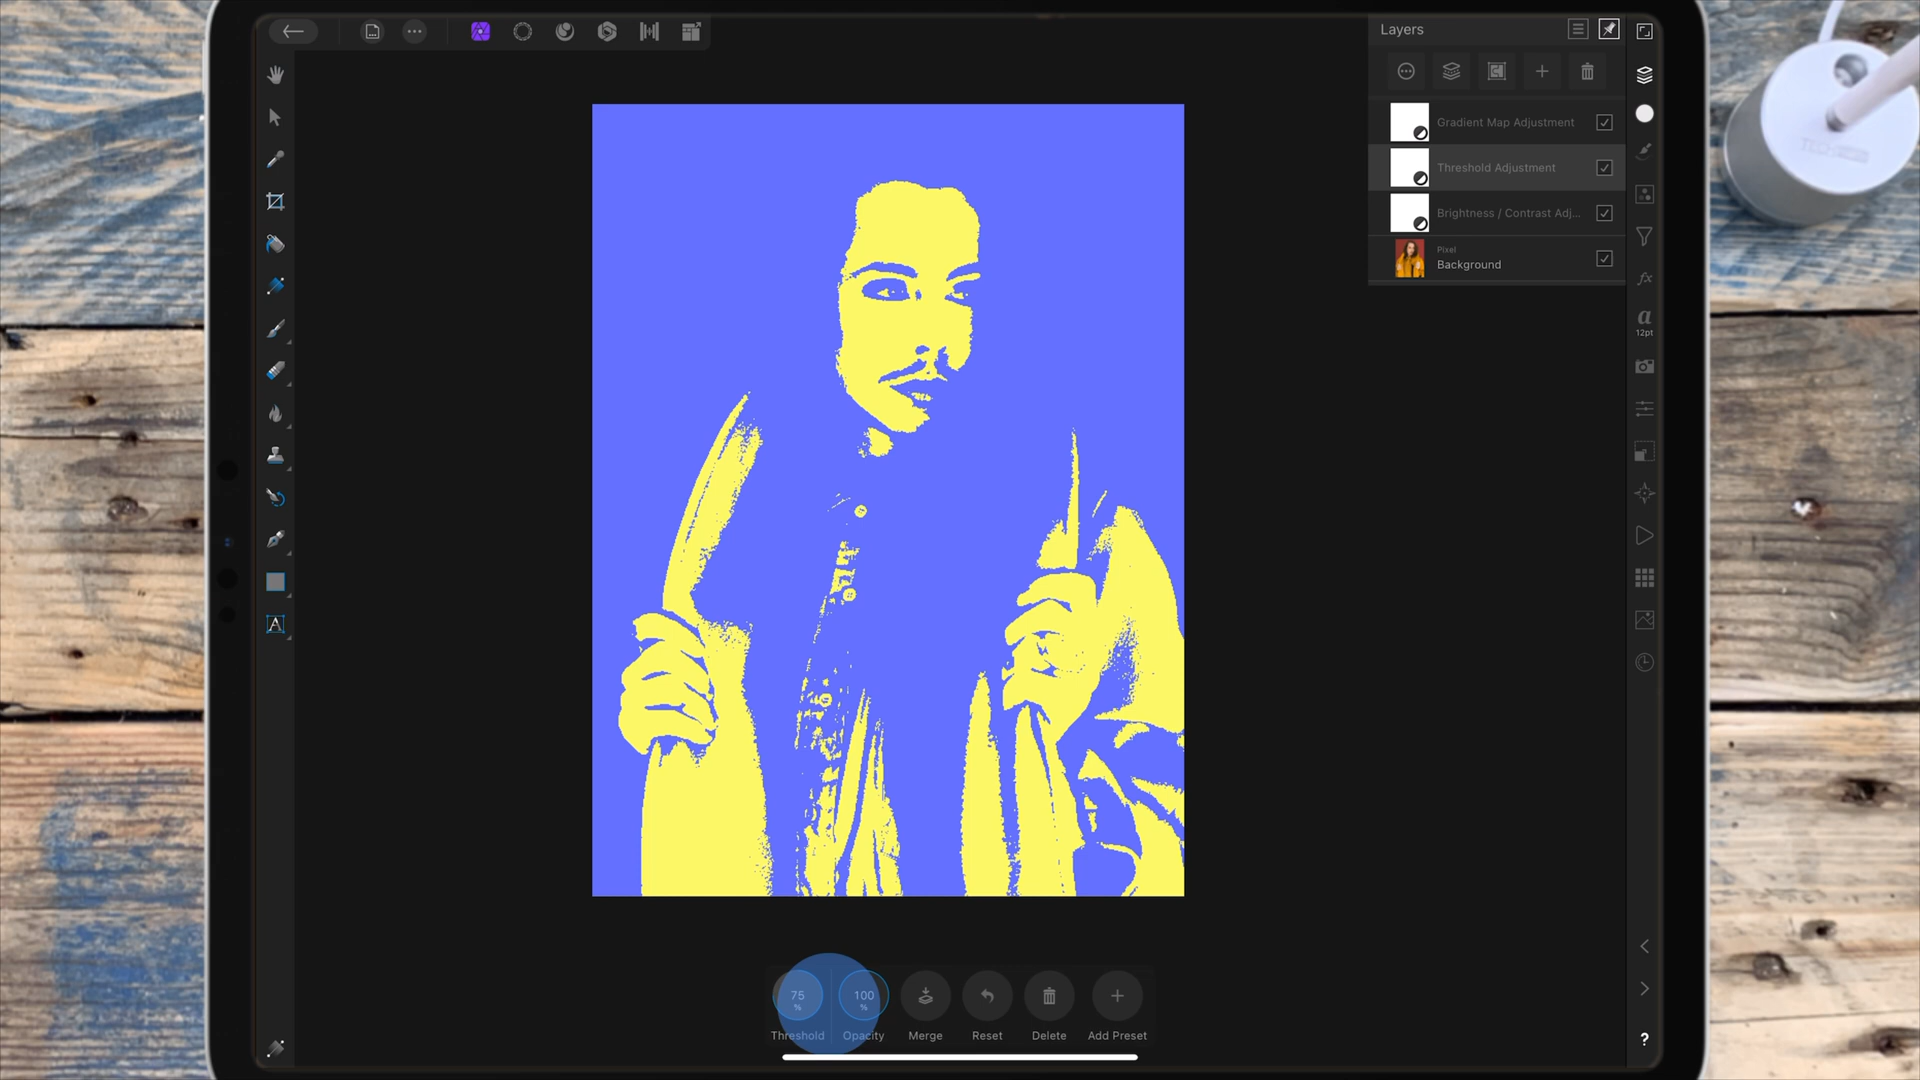 Layers
Gradient Map Adjustment
Threshold Adjustment
Brightness / Contrast Adj...
Pixel
Background
a
12pt
fx
A
75
%
100
%
Threshold
Opacity
Merge
Reset
Delete
Add Preset
?